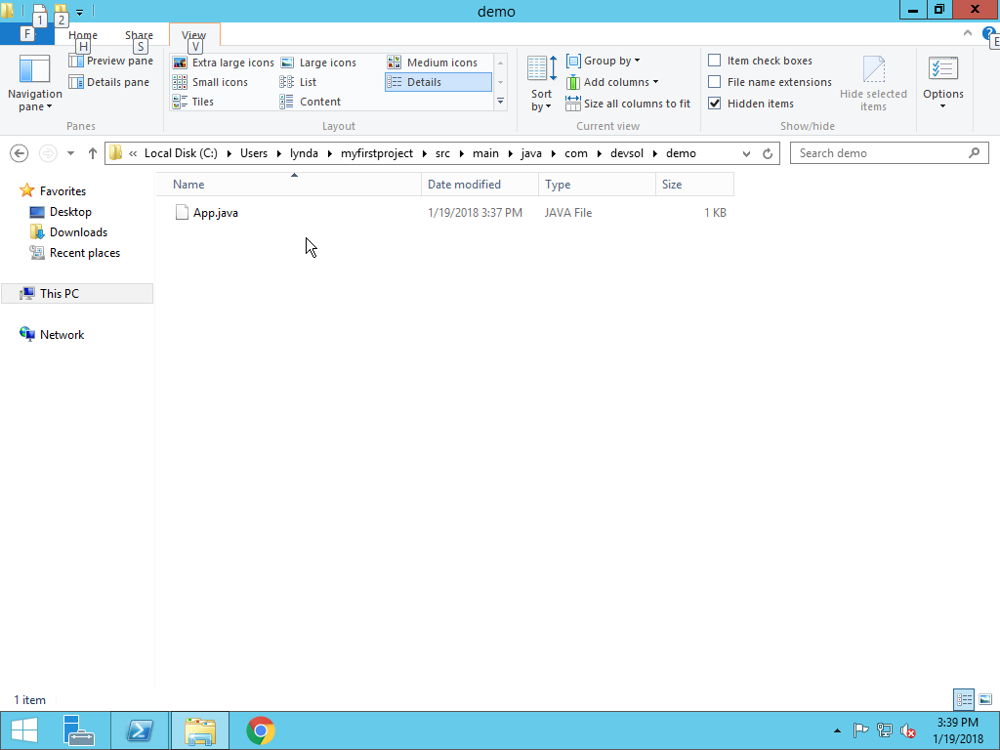 demo
1 2
F Home Share View
H S V E
Navigation pane
Preview pane
Details pane
Panes
Extra large icons Large icons Medium icons
Small icons List Details
Tiles Content
Layout
Sort by
Group by
Add columns
Size all columns to fit
Current view
Item check boxes
File name extensions
Hidden items
Hide selected items
Show/hide
Options
« Local Disk (C:) Users lynda myfirstproject src main java com devsol demo
Search demo
Favorites
Desktop
Downloads
Recent places
This PC
Network
Name Date modified Type Size
App.java 1/19/2018 3:37 PM JAVA File 1 KB
1 item
3:39 PM
1/19/2018